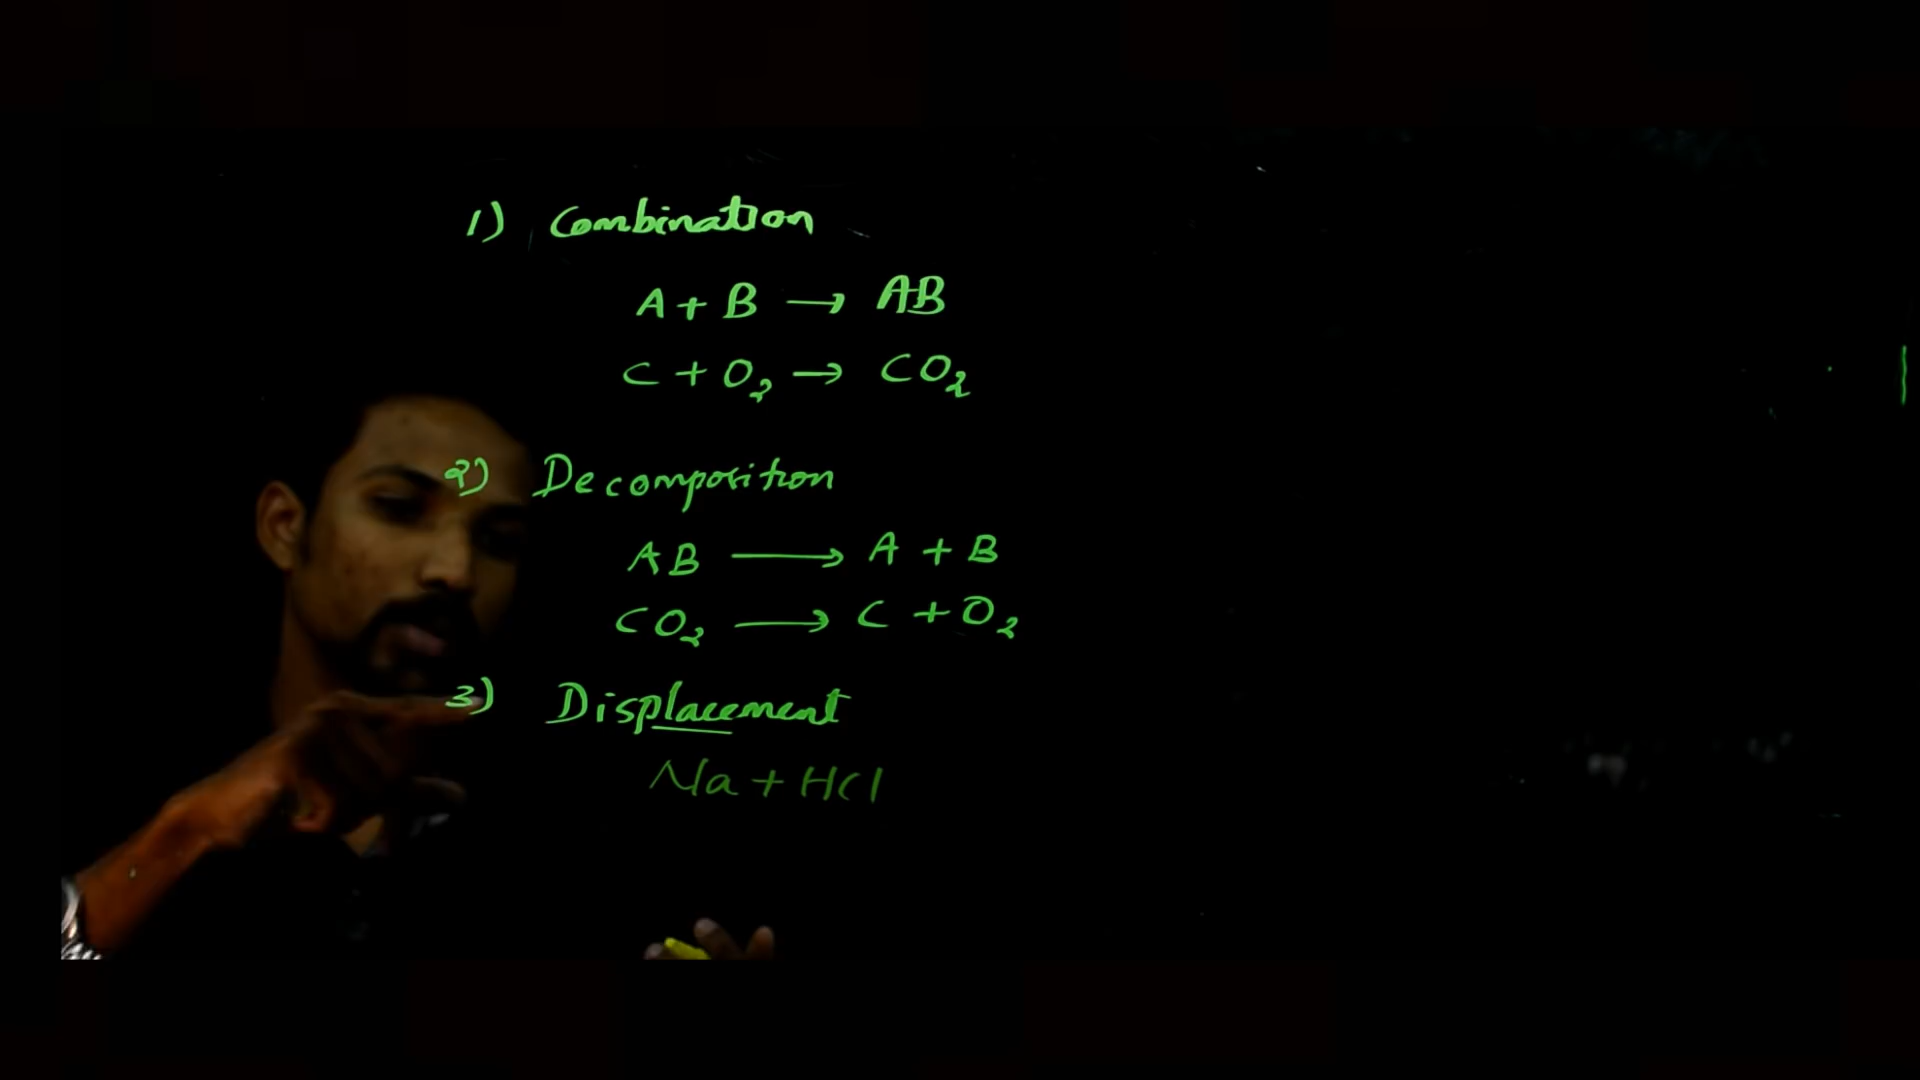 1) Combination
A + B → AB
C + O₂ → CO₂
2) Decomposition
AB → A + B
CO₂ → C + O₂
3) Displacement
Na + HCl